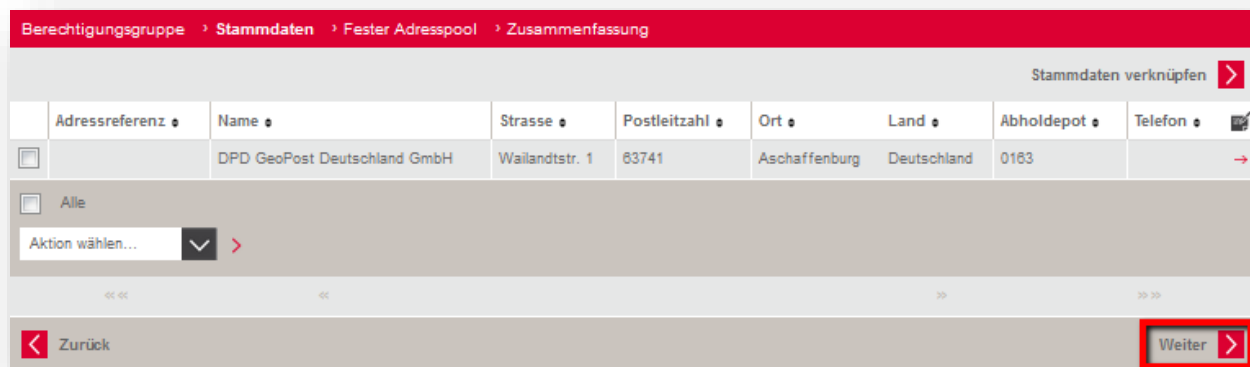 Berechtigungsgruppe › Stammdaten › Fester Adresspool › Zusammenfassung
Stammdaten verknüpfen
Adressreferenz Name Strasse Postleitzahl Ort Land Abholdepot Telefon
DPD GeoPost Deutschland GmbH Wailandtstr. 1 63741 Aschaffenburg Deutschland 0163
Alle
Aktion wählen...
«« « » »»
Zurück Weiter